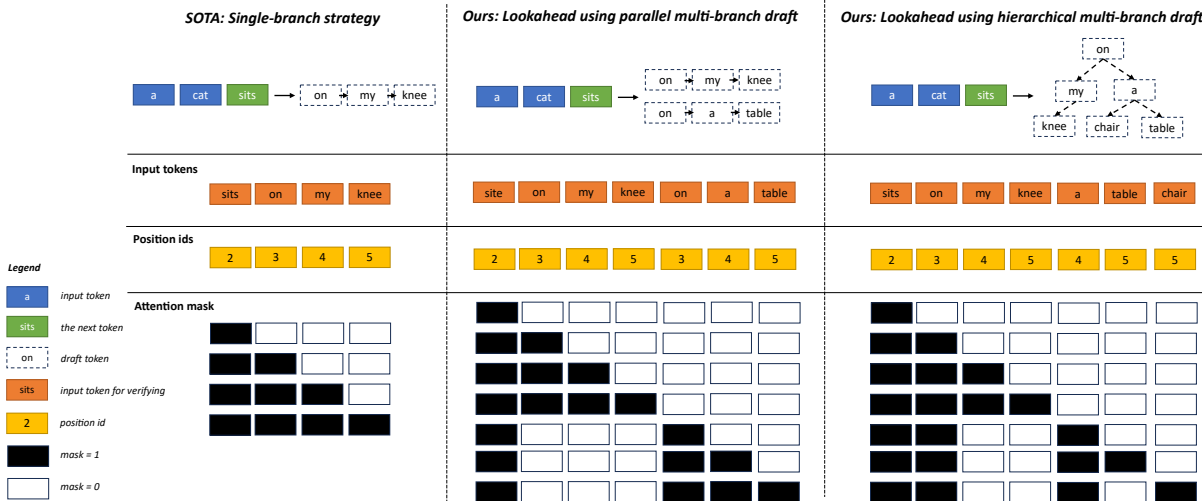 SOTA: Single-branch strategy
Ours: Lookahead using parallel multi-branch draft
Ours: Lookahead using hierarchical multi-branch draft
a cat sits on my knee
a cat sits
on my knee
on a table
a cat sits
on
my a
knee chair table
Input tokens
sits on my knee
site on my knee on a table
sits on my knee a table chair
Position ids
2 3 4 5
2 3 4 5 3 4 5
2 3 4 5 4 5 5
Attention mask
Legend
a input token
sits the next token
on draft token
sits input token for verifying
2 position id
mask = 1
mask = 0